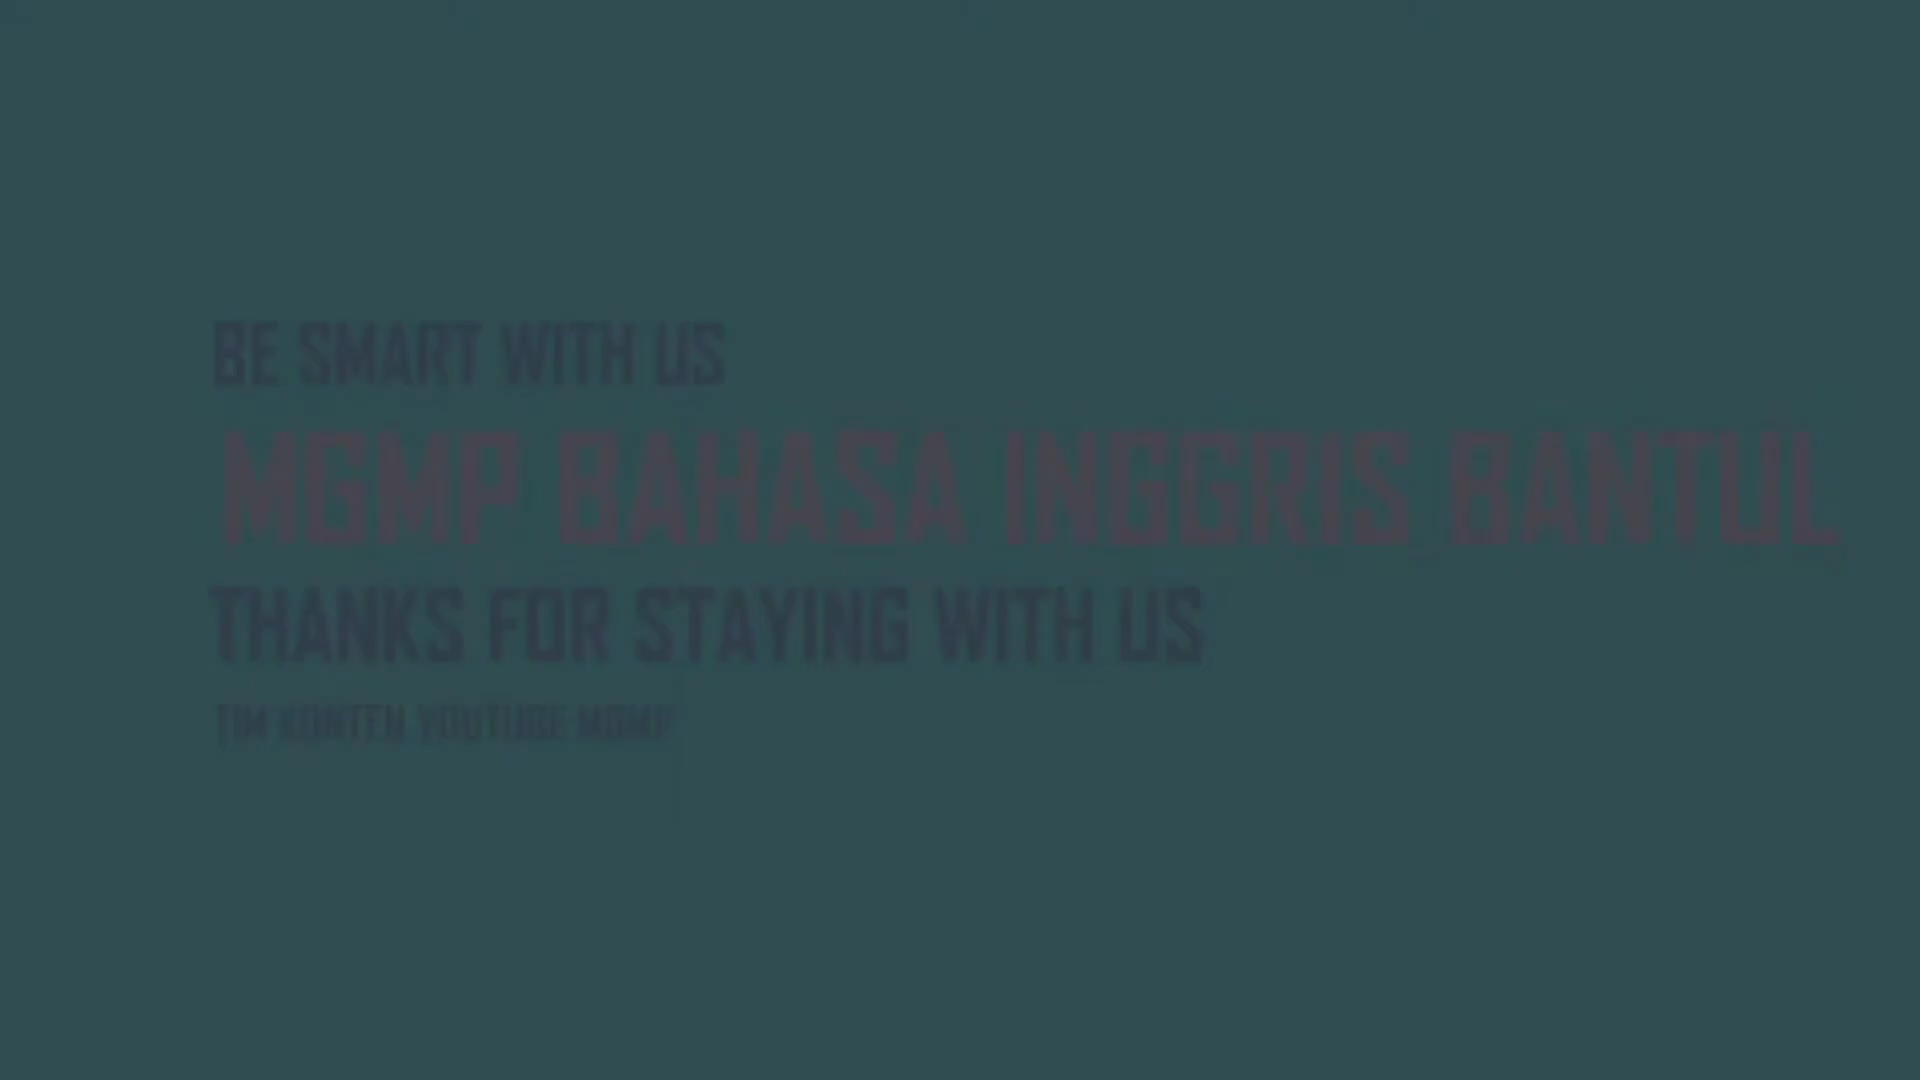 BE SMART WITH US
MGMP BAHASA INGGRIS BANTUL
THANKS FOR STAYING WITH US
TIM KONTEN YOUTUBE MGMP